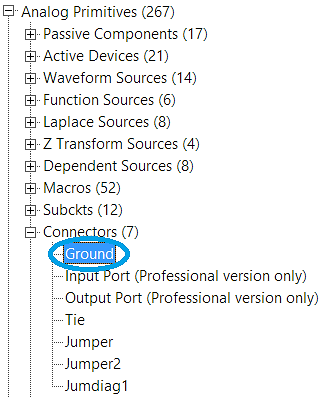 Analog Primitives (267)
Passive Components (17)
Active Devices (21)
Waveform Sources (14)
Function Sources (6)
Laplace Sources (8)
Z Transform Sources (4)
Dependent Sources (8)
Macros (52)
Subckts (12)
Connectors (7)
Ground
Input Port (Professional version only)
Output Port (Professional version only)
Tie
Jumper
Jumper2
Jumdiag1